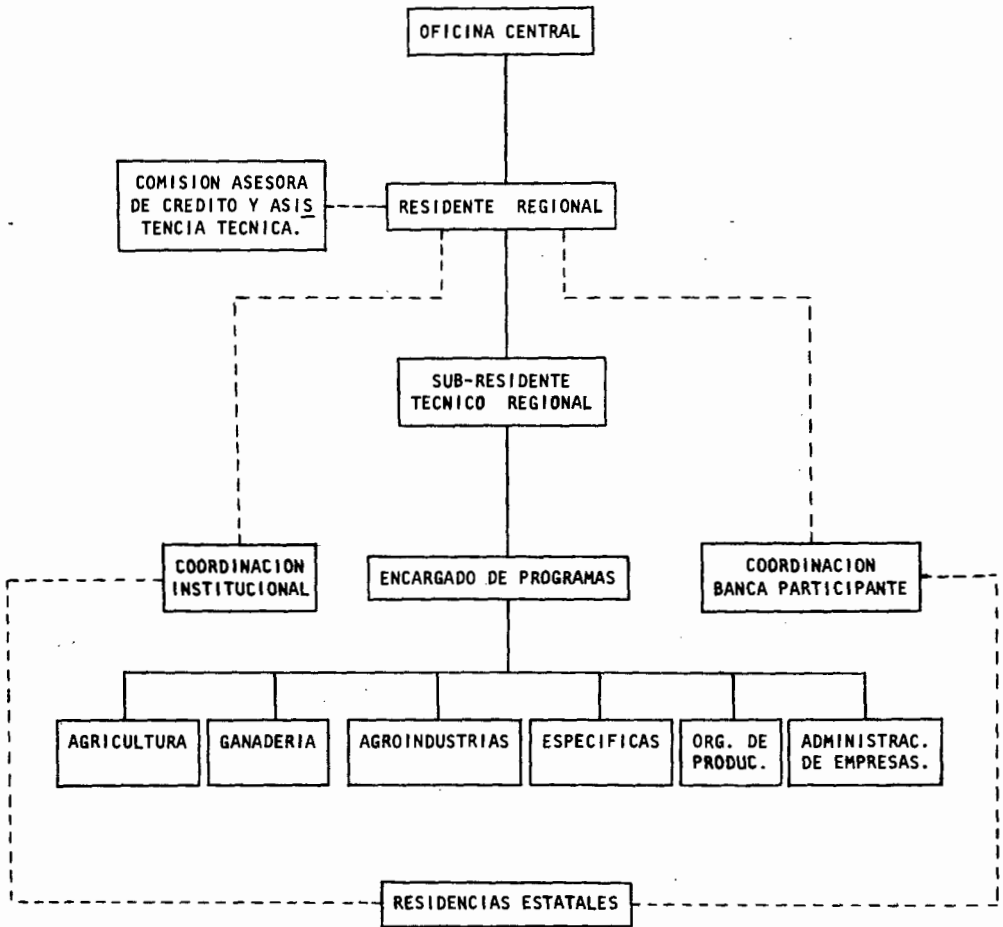 OFICINA CENTRAL
COMISION ASESORA
DE CREDITO Y ASIS
TENCIA TECNICA.
RESIDENTE REGIONAL
SUB-RESIDENTE
TECNICO REGIONAL
COORDINACION
INSTITUCIONAL
ENCARGADO DE PROGRAMAS
COORDINACION
BANCA PARTICIPANTE
AGRICULTURA
GANADERIA
AGROINDUSTRIAS
ESPECIFICAS
ORG. DE
PRODUC.
ADMINISTRAC.
DE EMPRESAS.
RESIDENCIAS ESTATALES